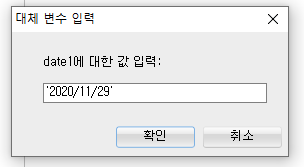 대체 변수 입력
date1에 대한 값 입력:
'2020/11/29'
확인
취소